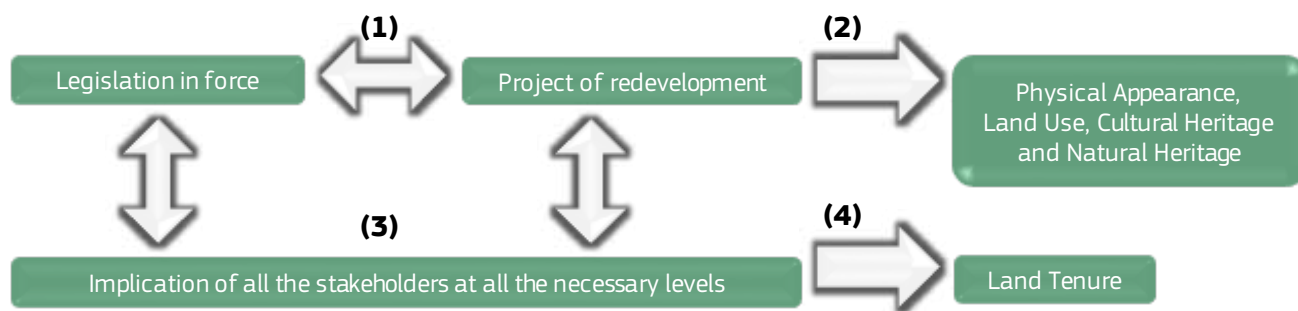 (1)
(2)
Legislation in force
Project of redevelopment
Physical Appearance,
Land Use, Cultural Heritage
and Natural Heritage
(3)
(4)
Implication of all the stakeholders at all the necessary levels
Land Tenure